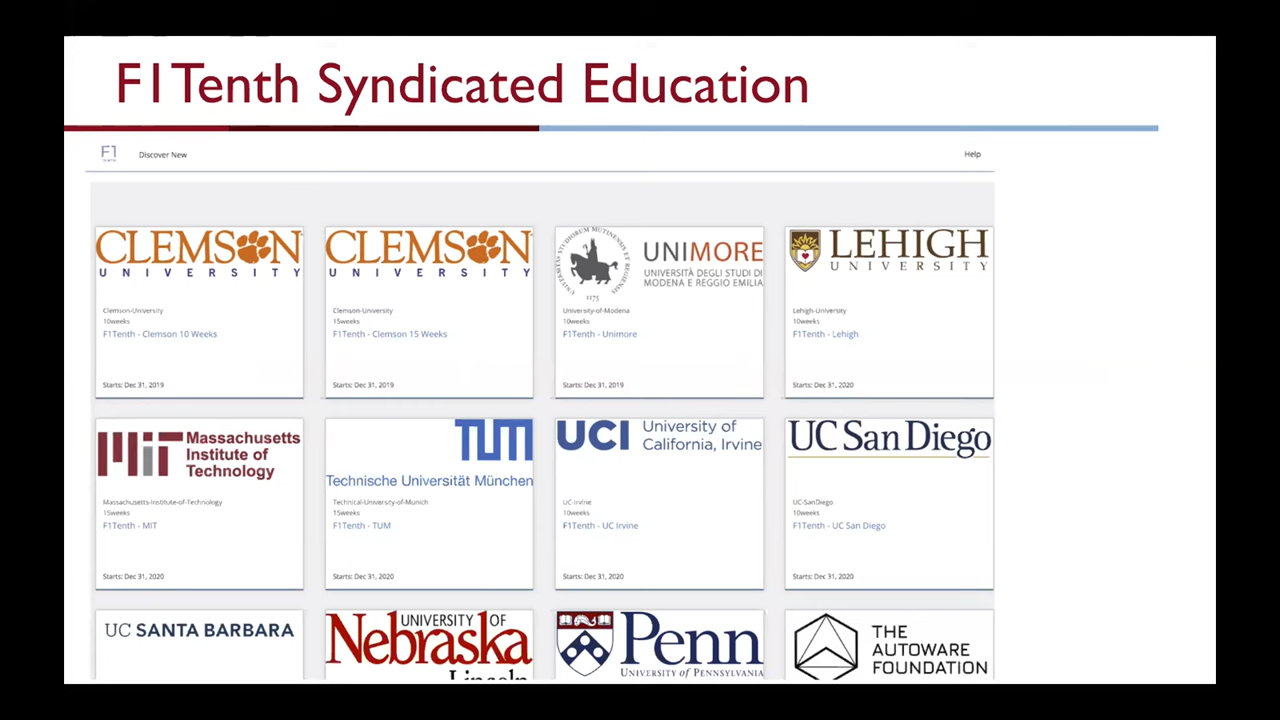 F1Tenth Syndicated Education
F1
Discover New
Help
CLEMSON
UNIVERSITY
Clemson-University
10weeks
F1Tenth - Clemson 10 Weeks
Starts: Dec 31, 2019
CLEMSON
UNIVERSITY
Clemson-University
15weeks
F1Tenth - Clemson 15 Weeks
Starts: Dec 31, 2019
UNIMORE
UNIVERSITÀ DEGLI STUDI DI
MODENA E REGGIO EMILIA
1175
University-of-Modena
10weeks
F1Tenth - Unimore
Starts: Dec 31, 2019
LEHIGH
UNIVERSITY
Lehigh-University
10weeks
F1Tenth - Lehigh
Starts: Dec 31, 2020
Massachusetts
Institute of
Technology
Massachusetts-Institute-of-Technology
15weeks
F1Tenth - MIT
Starts: Dec 31, 2020
TUM
Technische Universität München
Technical-University-of-Munich
15weeks
F1Tenth - TUM
Starts: Dec 31, 2020
UCI University of
California, Irvine
UC-Irvine
10weeks
F1Tenth - UC Irvine
Starts: Dec 31, 2020
UC San Diego
UC-SanDiego
10weeks
F1Tenth - UC San Diego
Starts: Dec 31, 2020
UC SANTA BARBARA
UNIVERSITY OF
Nebraska
Lincoln
Penn
UNIVERSITY OF PENNSYLVANIA
THE
AUTOWARE
FOUNDATION